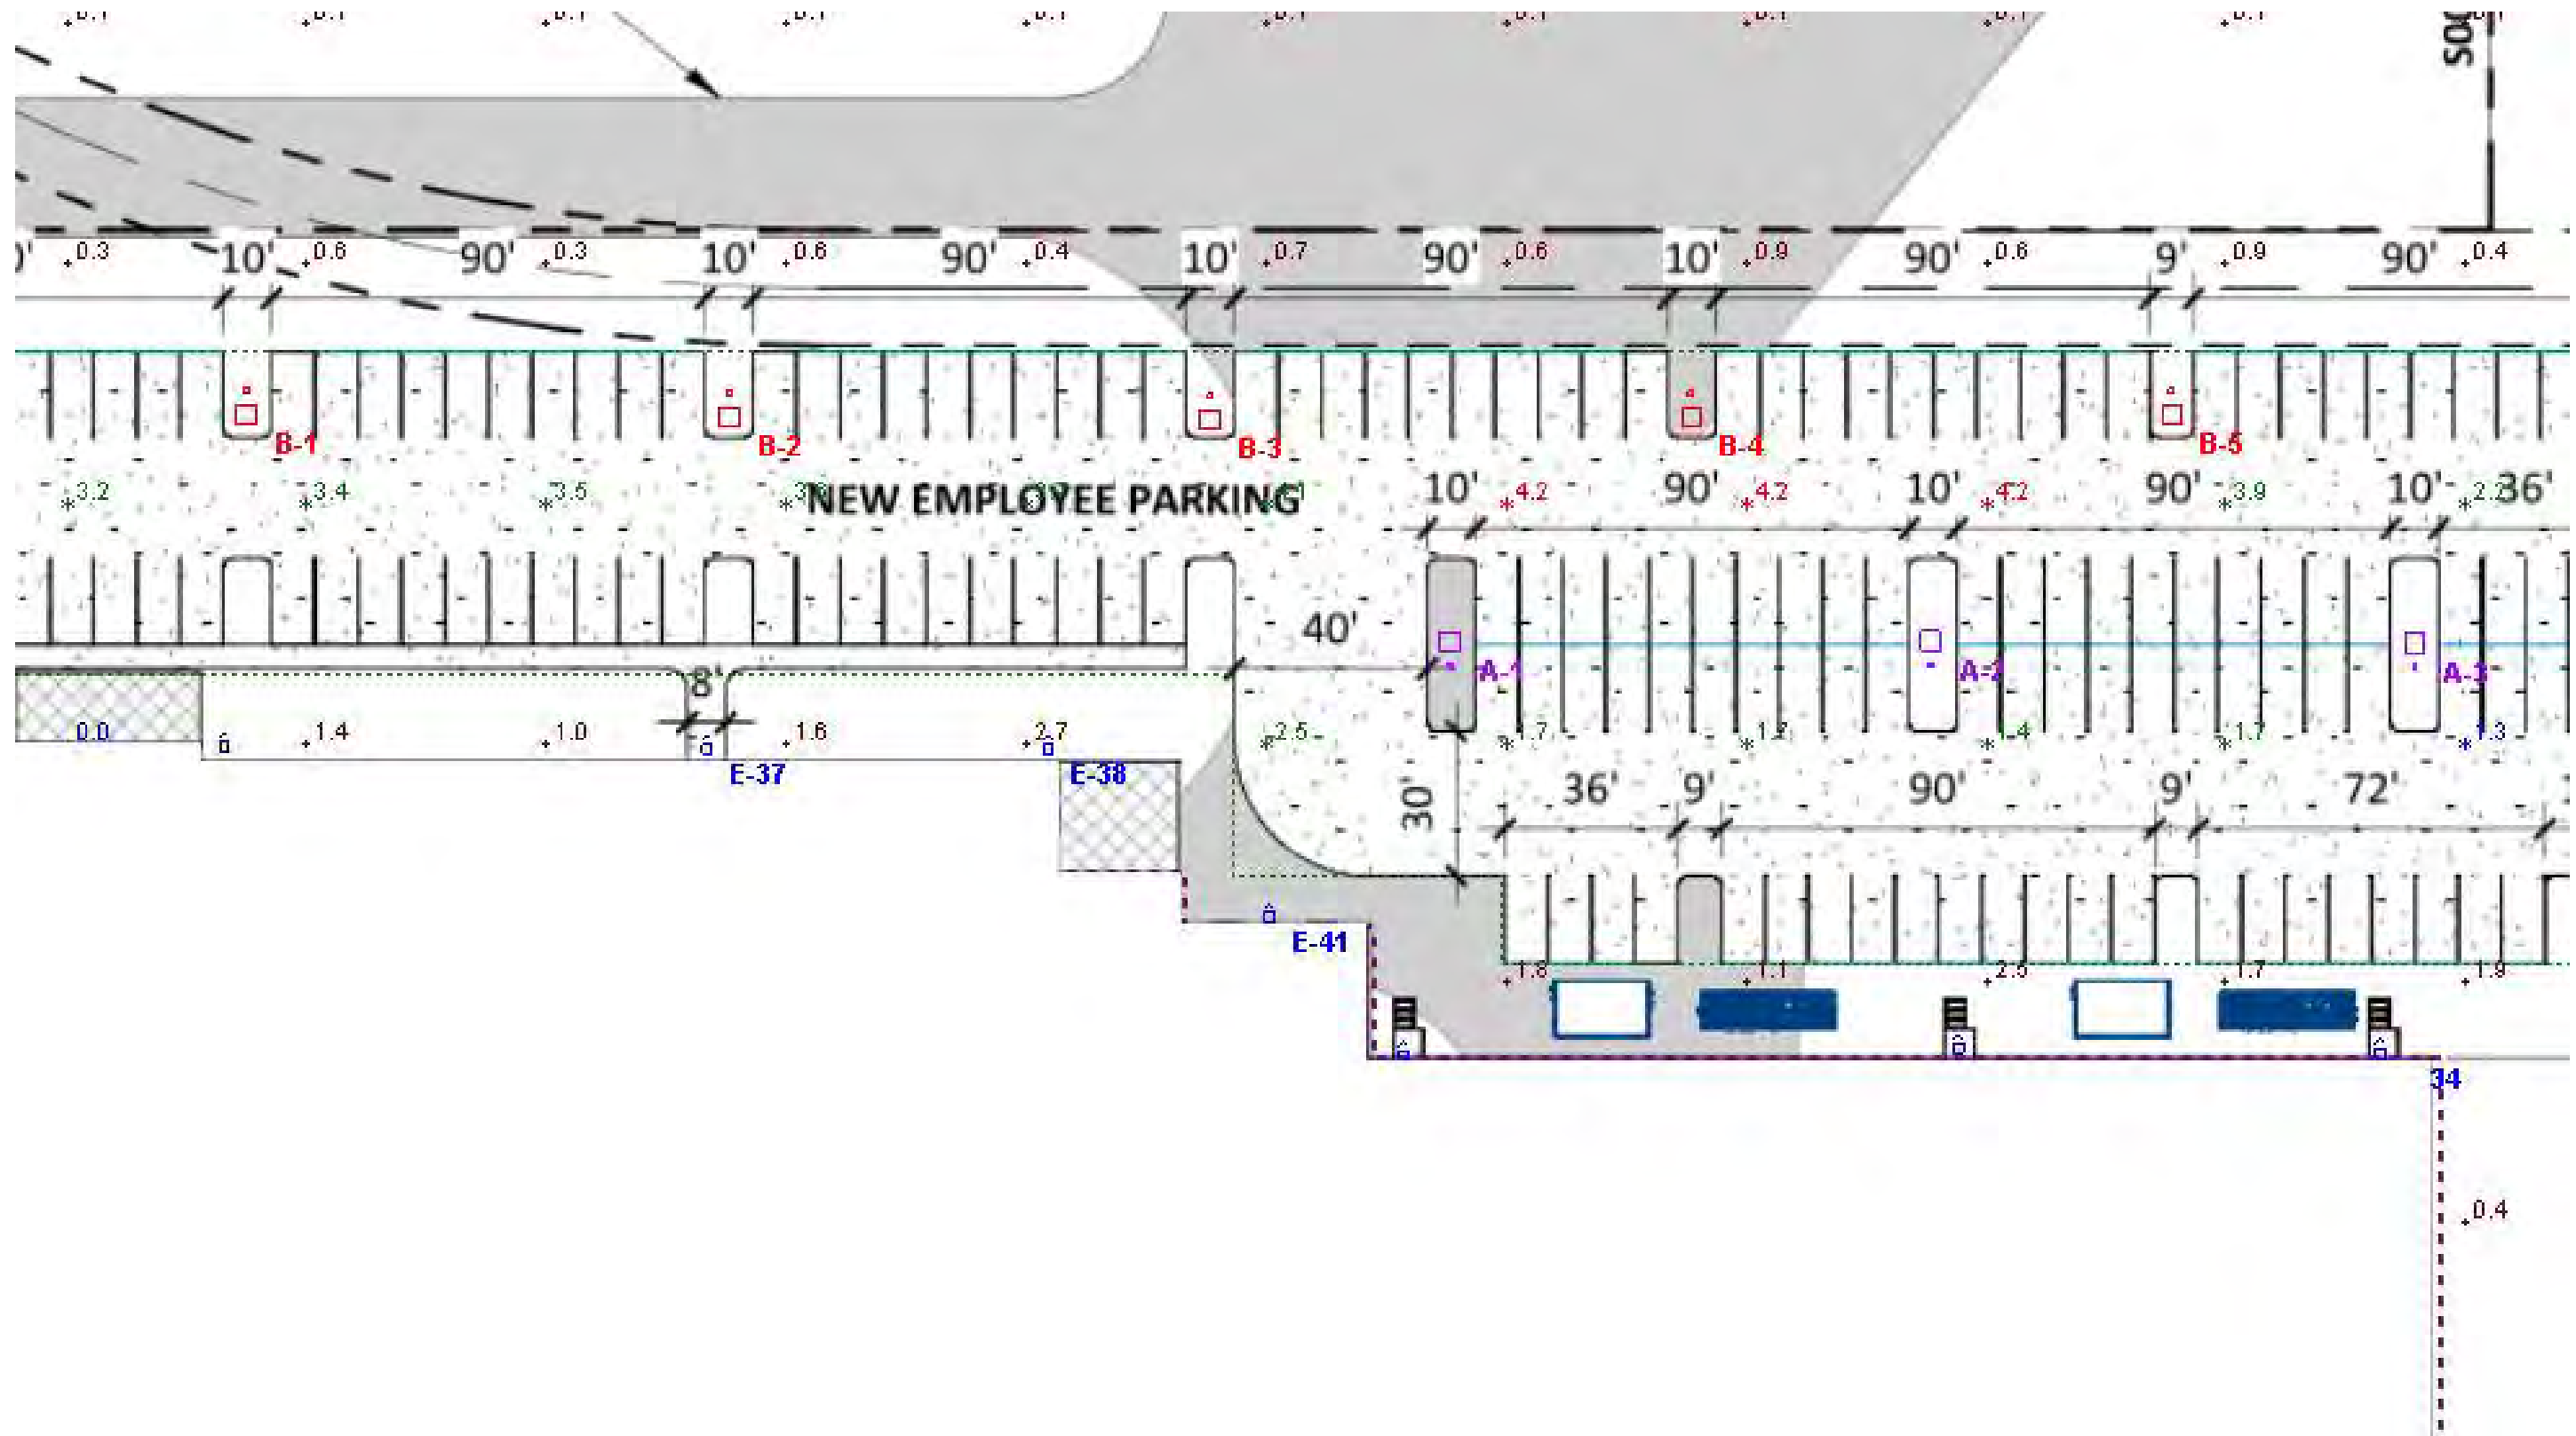 500
0.3 10' 0.6 90' 0.3 10' 0.6 90' 0.4 10' 0.7 90' 0.6 10' 0.9 90' 0.6 9' 0.9 90' 0.4
B-1 B-2 B-3 B-4 B-5
3.2 3.4 3.5 NEW EMPLOYEE PARKING 10' 4.2 90' 4.2 10' 4.2 90' 3.9 10' 36'
40'
A-1 A-2 A-3
8'
0.0 1.4 1.0 1.6 2.7 2.5 1.7 1.4 1.7 1.3
E-37 E-38
30' 36' 9' 90' 9' 72'
E-41
1.8 1.1 2.5 1.7 1.9
34
0.4